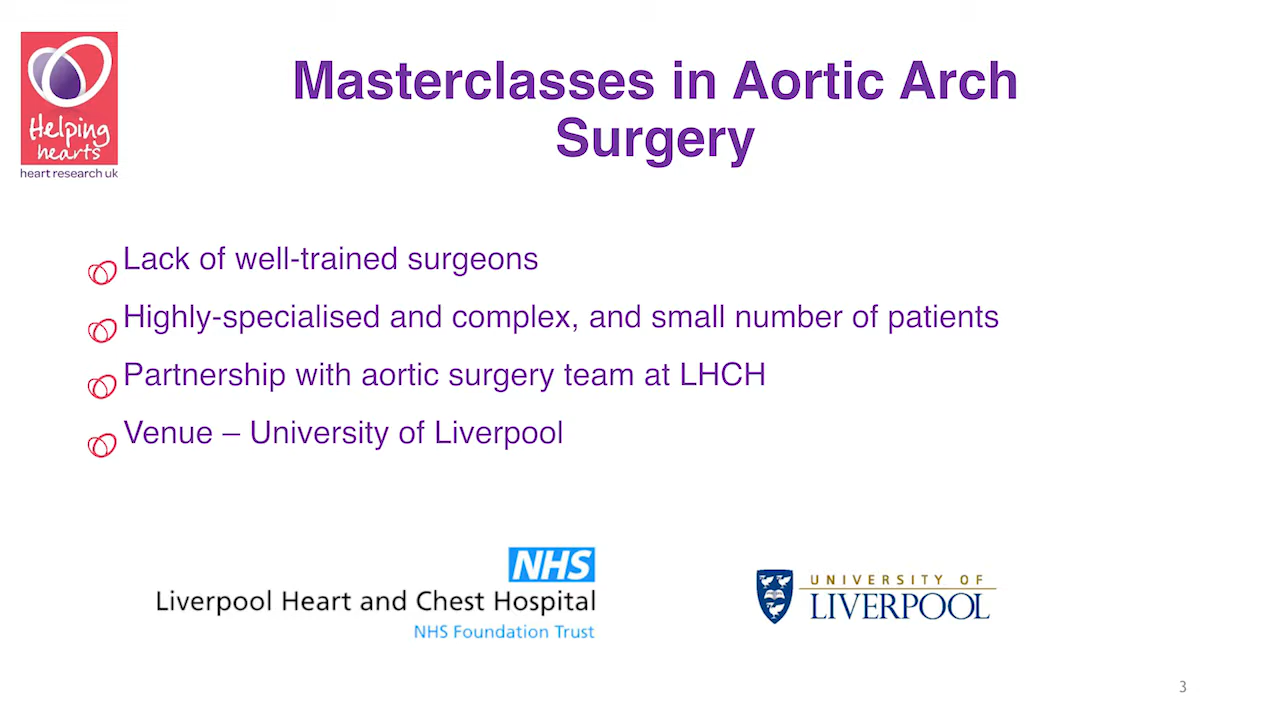 Helping
hearts
heart research uk
Masterclasses in Aortic Arch
Surgery
Lack of well-trained surgeons
Highly-specialised and complex, and small number of patients
Partnership with aortic surgery team at LHCH
Venue – University of Liverpool
NHS
Liverpool Heart and Chest Hospital
NHS Foundation Trust
UNIVERSITY OF
LIVERPOOL
3